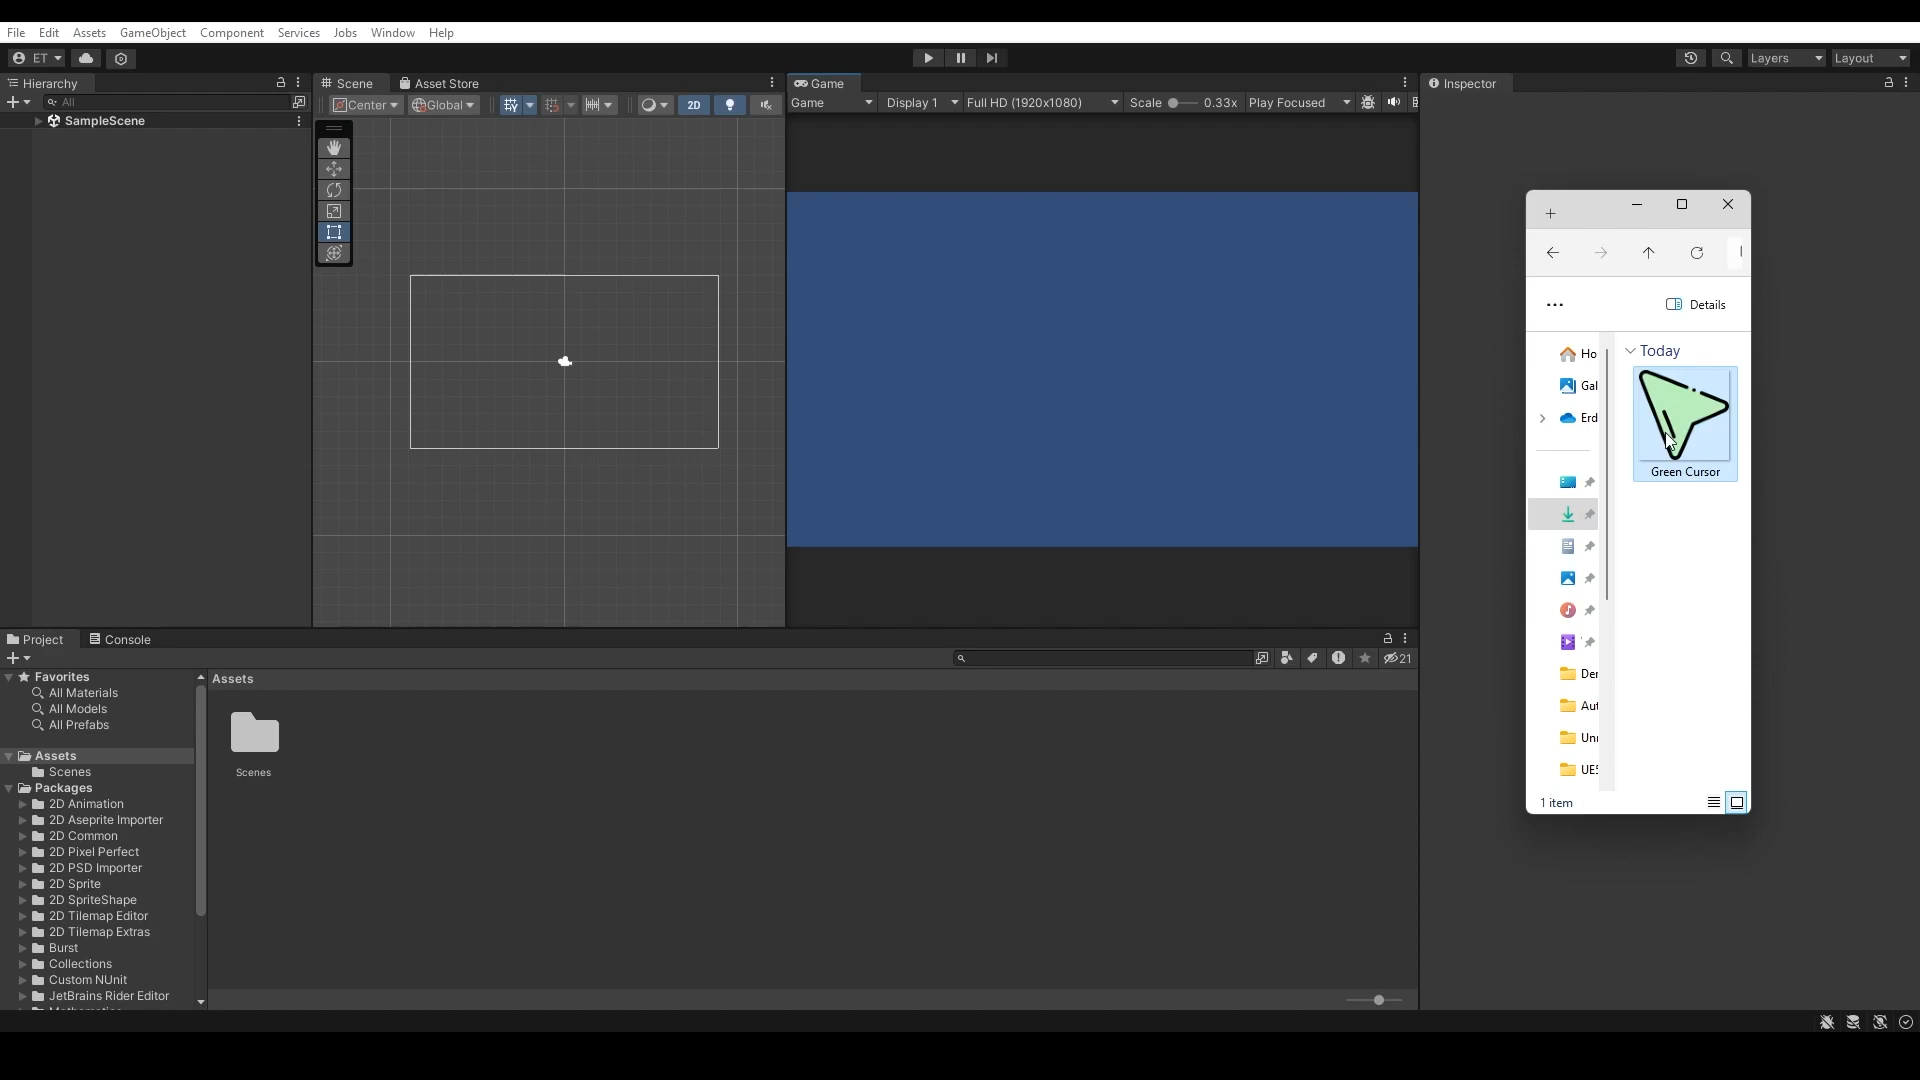 File Edit Assets GameObject Component Services Jobs Window Help
ET
Layers
Layout
Hierarchy
All
SampleScene
Scene
Asset Store
Center
Global
2D
Game
Game
Display 1
Full HD (1920x1080)
Scale
0.33x
Play Focused
Inspector
Details
Ho
Gal
Erd
Der
Aut
UE5
Today
Green Cursor
1 item
Project
Console
21
Favorites
All Materials
All Models
All Prefabs
Assets
Scenes
Packages
2D Animation
2D Aseprite Importer
2D Common
2D Pixel Perfect
2D PSD Importer
2D Sprite
2D SpriteShape
2D Tilemap Editor
2D Tilemap Extras
Burst
Collections
Custom NUnit
JetBrains Rider Editor
Assets
Scenes